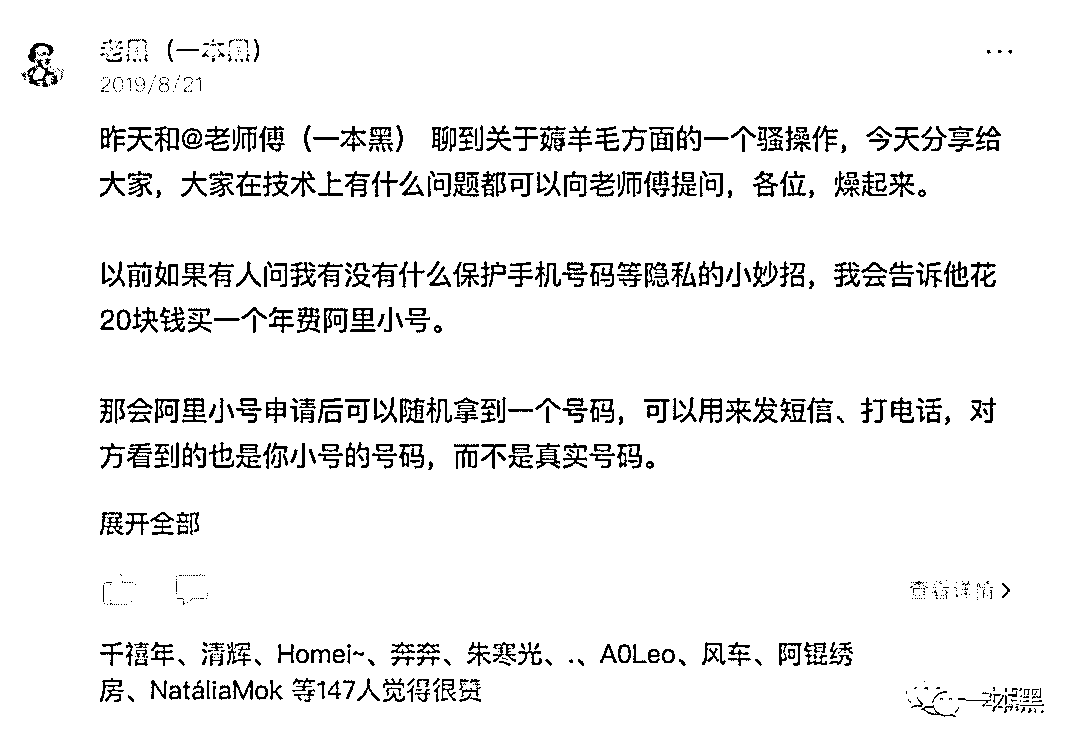 老黑（一本黑）
...
2019/8/21
昨天和@老师傅（一本黑） 聊到关于薅羊毛方面的一个骚操作，今天分享给
大家，大家在技术上有什么问题都可以向老师傅提问，各位，燥起来。
以前如果有人问我有没有什么保护手机号码等隐私的小妙招，我会告诉他花
20块钱买一个年费阿里小号。
那会阿里小号申请后可以随机拿到一个号码，可以用来发短信、打电话，对
方看到的也是你小号的号码，而不是真实号码。
展开全部
查看详情
千禧年、清辉、Homei~、弈弈、朱寒光、.、A0Leo、风车、阿锟绣
房、NatáliaMok 等147人觉得很赞
一本黑